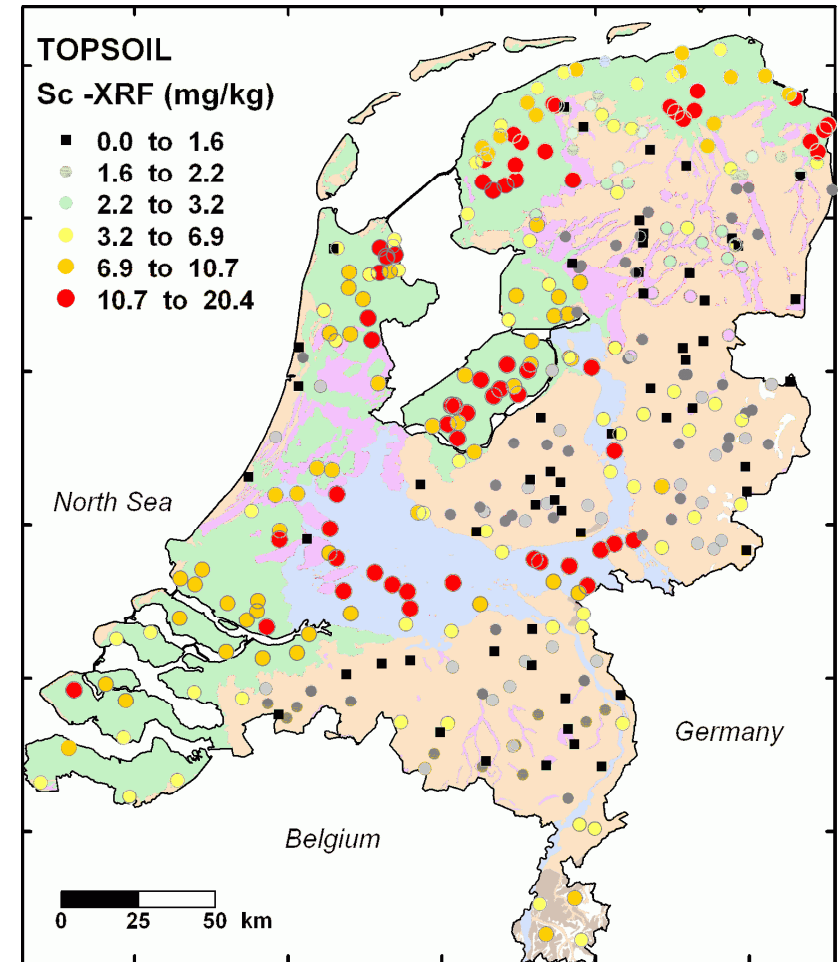 TOPSOIL
Sc -XRF (mg/kg)
0.0 to 1.6
1.6 to 2.2
2.2 to 3.2
3.2 to 6.9
6.9 to 10.7
10.7 to 20.4
North Sea
Germany
Belgium
0 25 50 km